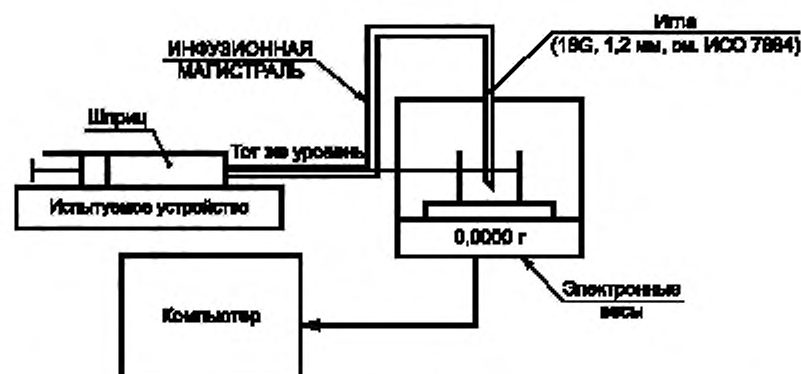 Игла
(18G, 1,2 мм, см. ИСО 7864)
ИНФУЗИОННАЯ
МАГИСТРАЛЬ
Шприц
Тот же уровень
Испытуемое устройство
0,0000 г
Электронные
весы
Компьютер